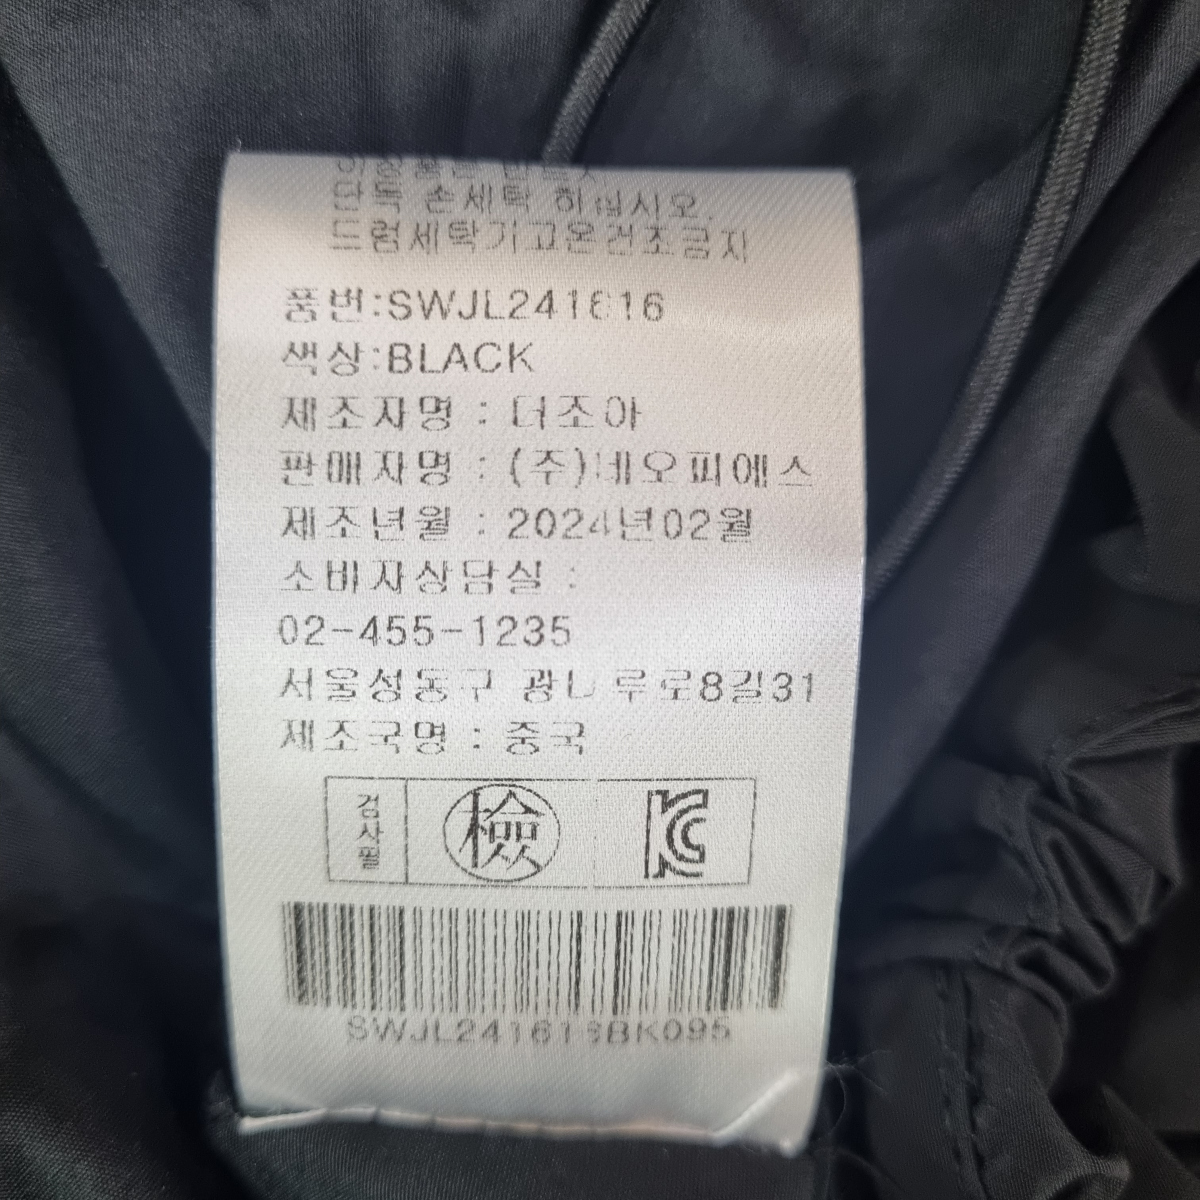 단독 손세탁 하십시오.
드럼세탁기고온건조금지
품번:SWJL241616
색상:BLACK
제조자명 : 더조아
판매자명 : (주)네오피에스
제조년월 : 2024년02월
소비자상담실 :
02-455-1235
서울성동구 광나루로8길31
제조국명 : 중국
검사필
檢
KC
SWJL241616BK095